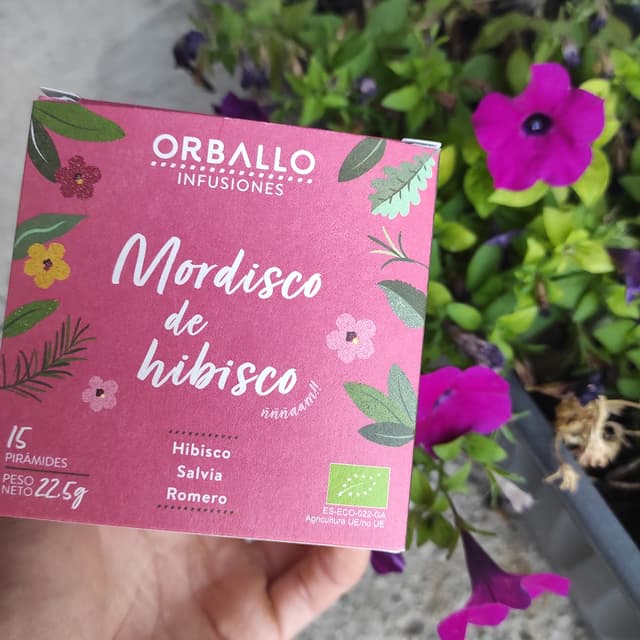 ORBALLO
INFUSIONES
Mordisco
de
hibisco
ñññaam!!
Hibisco
Salvia
Romero
15
PIRÁMIDES
PESO
NETO 22.5g
ES-ECO-022-GA
Agricultura UE/no UE